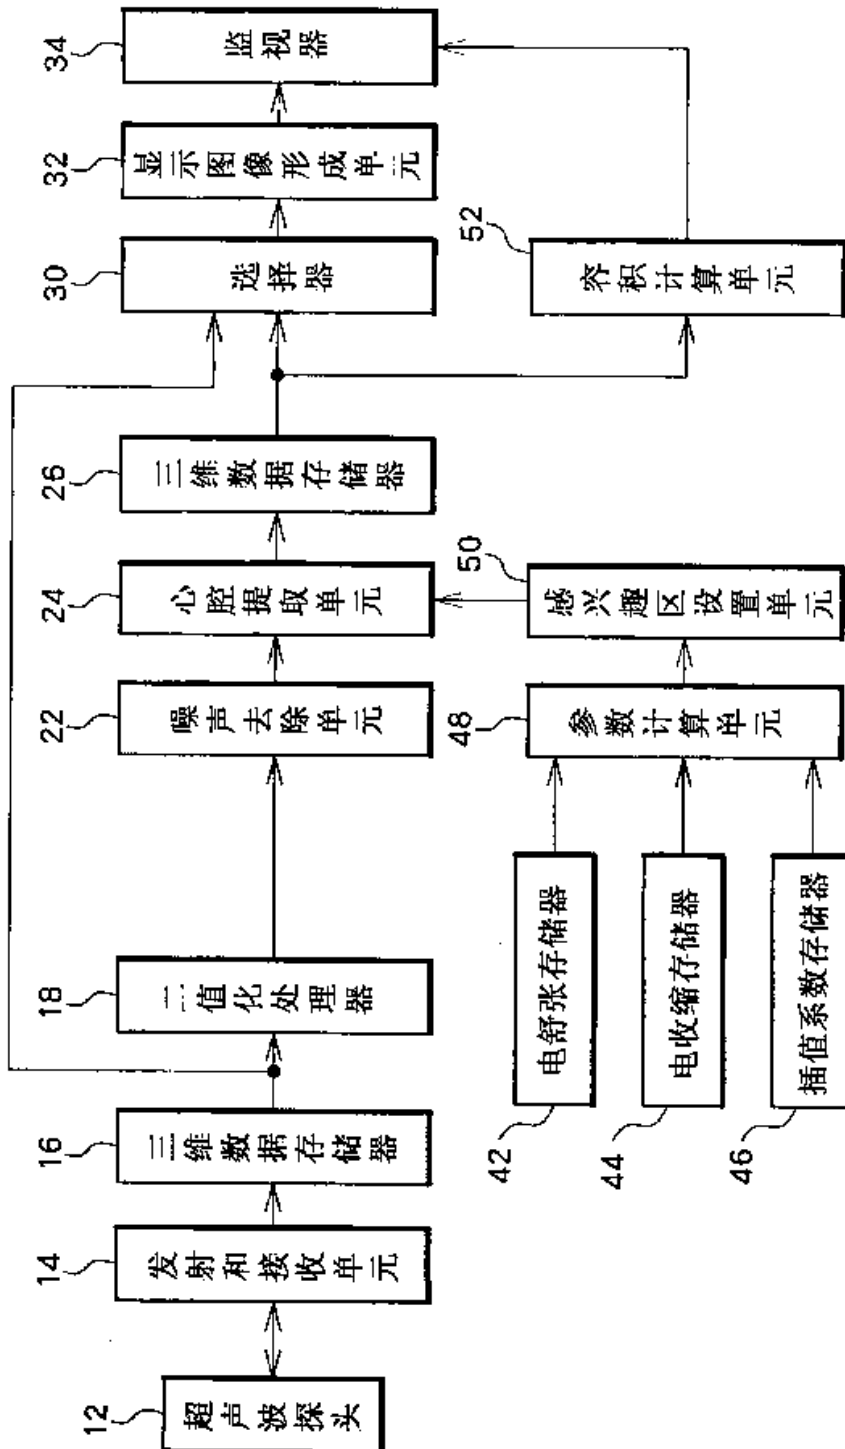 12
超声波探头
14
发射和接收单元
16
三维数据存储器
18
二值化处理器
22
噪声去除单元
24
心腔提取单元
26
三维数据存储器
30
选择器
32
显示图像形成单元
34
监视器
42
电舒张存储器
44
电收缩存储器
46
插值系数存储器
48
参数计算单元
50
感兴趣区设置单元
52
容积计算单元